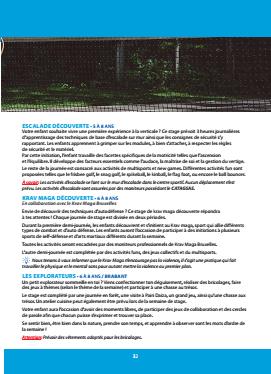 ESCALADE DÉCOUVERTE - 5 À 8 ANS
Votre enfant souhaite vivre une première expérience à la verticale ? Ce stage prévoit 3 heures journalières
d'apprentissage des techniques de base d'escalade sur mur ainsi que les consignes de sécurité s'y
rapportant. Les enfants apprennent à grimper sur les modules, à bien s'attacher, à respecter les règles
de sécurité et le matériel.
Par cette initiation, l'enfant travaille des facettes spécifiques de la motricité telles que l'ascension
et l'équilibre. Il développe des facteurs essentiels comme l'audace, la maîtrise de soi et la gestion du vertige.
Le reste de la journée est consacré aux activités de multisports et new games. Différentes activités fun sont
proposées telles que le frisbee golf, le snag golf, le spikeball, le kinball, le flag foot, ou encore le ball bouncer.
À savoir: Les activités d'escalade se font sur le mur d'escalade dans le centre sportif. Aucun déplacement n'est
prévu. Les activités d'escalade sont assurées par des moniteurs possédant le
KRAV MAGA DÉCOUVERTE - 6 À 8 ANS
En collaboration avec le Krav Maga Bruxelles
Envie de découvrir des techniques d'autodéfense ? Ce stage de krav maga découverte répondra
à tes attentes ! Chaque journée de stage est divisée en deux périodes.
Durant la première demi-journée, les enfants découvrent et s'initient au Krav maga, sport qui allie différents
types de combat et d'auto défense. Les enfants auront l'occasion de participer à des initiations à plusieurs
sports de self-défense et d'arts martiaux différents durant la semaine.
Toutes les activités seront encadrées par des moniteurs professionnels de Krav Maga Bruxelles.
L'autre demi-journée est complétée par des activités funs, des jeux collectifs et du multisports.
Nous tenons à vous informer que le Krav Maga n'encourage pas la violence, il s'agit une pratique qui fait
travailler le physique et le mental sans pour autant mettre la violence au premier plan.
LES EXPLORATEURS - 6 À 8 ANS / BRABANT
Un petit explorateur sommeille en toi ? Viens confectionner ton déguisement, réaliser des bricolages, faire
des jeux à thèmes (selon le thème de la semaine) et participer à une chasse au trésor.
Le stage est complété par une journée en forêt, une visite à Pairi Daiza, un grand jeu, ainsi qu'une chasse aux
trésors. Un atelier cuisine peut également être prévu lors de la semaine de stage.
Votre enfant aura l'occasion d'avoir des moments libres, de participer à des jeux de collaboration et des cercles
de parole afin que chacun puisse s'exprimer et trouver sa place.
Se sentir bien, être bien dans la nature, prendre son temps, et apprendre à observer sont les mots d'ordre de
la semaine !
Attention: Prévoir des vêtements adaptés pour les bricolages.
32